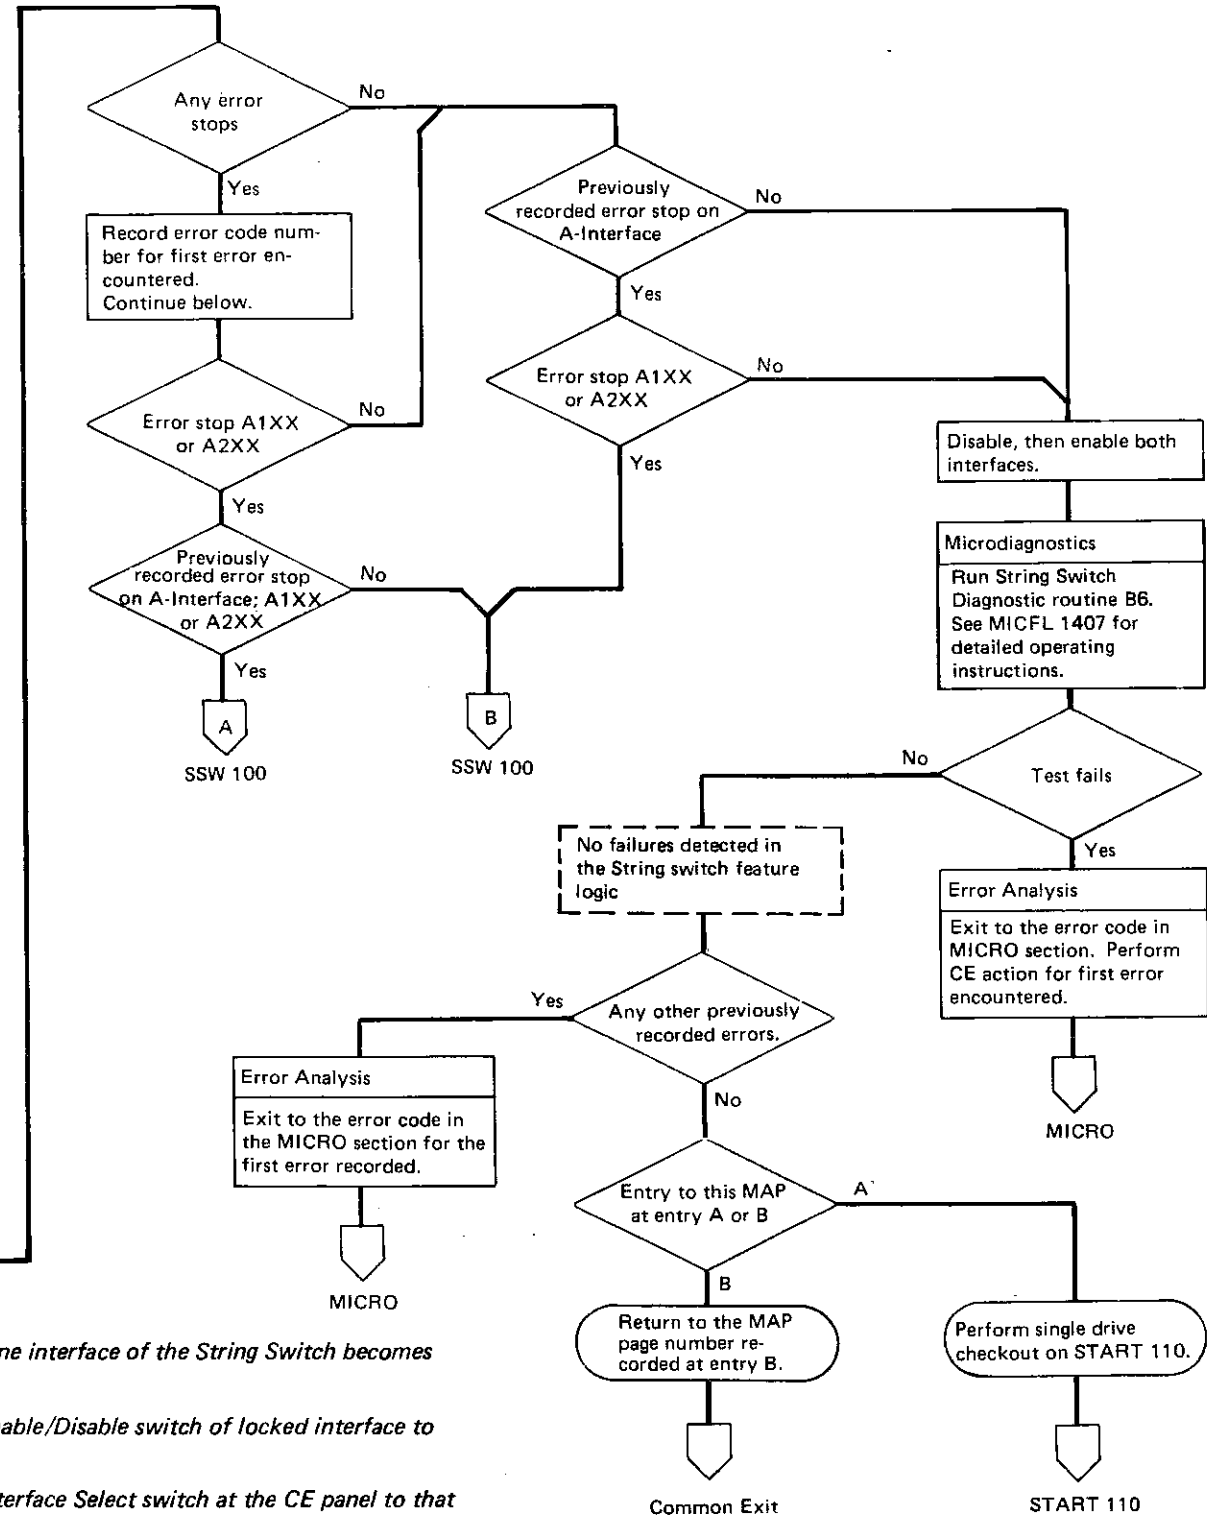 Any error
stops
No
Yes
Record error code num-
ber for first error en-
countered.
Continue below.
Error stop A1XX
or A2XX
No
Yes
Previously
recorded error stop
on A-Interface; A1XX
or A2XX
No
Yes
A
SSW 100
B
SSW 100
Previously
recorded error stop on
A-Interface
No
Yes
Error stop A1XX
or A2XX
No
Yes
Disable, then enable both
interfaces.
Microdiagnostics
Run String Switch
Diagnostic routine B6.
See MICFL 1407 for
detailed operating
instructions.
Test fails
No
Yes
Error Analysis
Exit to the error code in
MICRO section. Perform
CE action for first error
encountered.
MICRO
No failures detected in
the String switch feature
logic
Any other previously
recorded errors.
Yes
No
Error Analysis
Exit to the error code in
the MICRO section for the
first error recorded.
MICRO
Entry to this MAP
at entry A or B
A
B
Return to the MAP
page number re-
corded at entry B.
Common Exit
Perform single drive
checkout on START 110.
START 110
ne interface of the String Switch becomes
able/Disable switch of locked interface to
terface Select switch at the CE panel to that